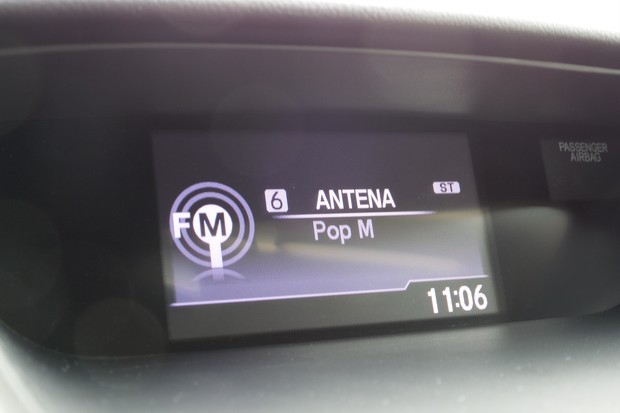 PASSENGER
AIRBAG
FM
6 ANTENA ST
Pop M
11:06